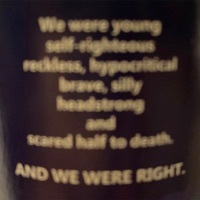 We were young
self-righteous
reckless, hypocritical
brave, silly
headstrong
and
scared half to death.
AND WE WERE RIGHT.